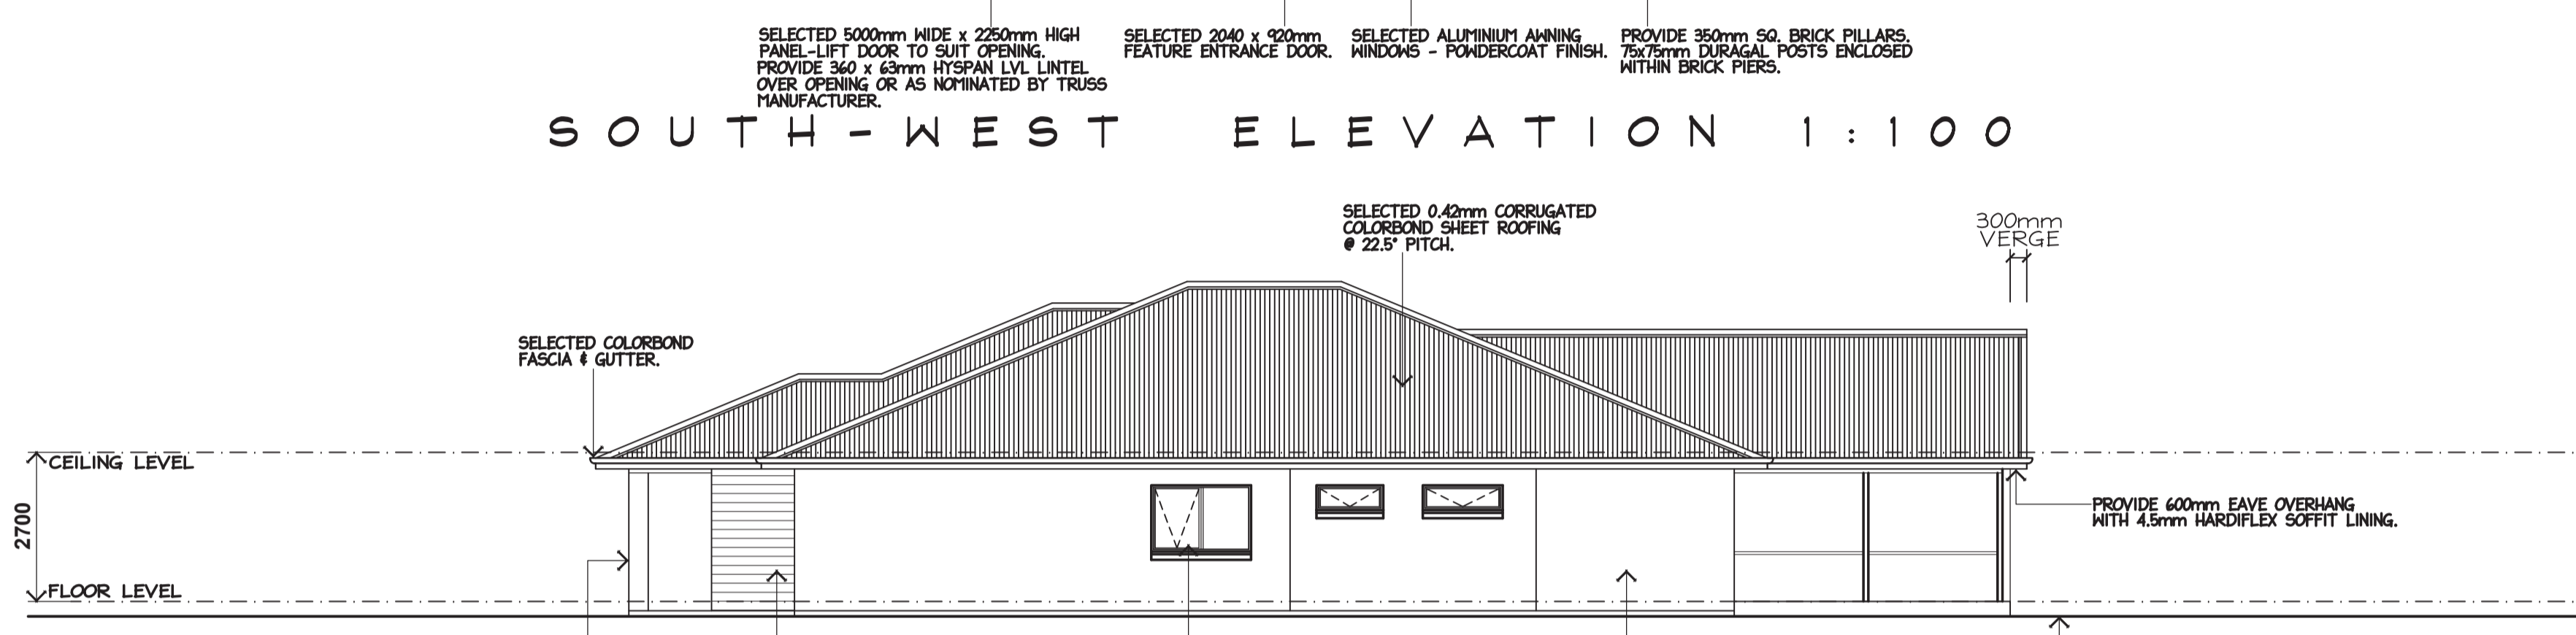 SELECTED 5000mm WIDE x 2250mm HIGH
PANEL-LIFT DOOR TO SUIT OPENING.
PROVIDE 360 x 63mm HYSPAN LVL LINTEL
OVER OPENING OR AS NOMINATED BY TRUSS
MANUFACTURER.
SELECTED 2040 x 920mm
FEATURE ENTRANCE DOOR.
SELECTED ALUMINIUM AWNING
WINDOWS - POWDERCOAT FINISH.
PROVIDE 350mm SQ. BRICK PILLARS.
75x75mm DURAGAL POSTS ENCLOSED
WITHIN BRICK PIERS.
SOUTH-WEST ELEVATION 1:100
SELECTED 0.42mm CORRUGATED
COLORBOND SHEET ROOFING
@ 22.5° PITCH.
300mm
VERGE
SELECTED COLORBOND
FASCIA & GUTTER.
CEILING LEVEL
2700
FLOOR LEVEL
PROVIDE 600mm EAVE OVERHANG
WITH 4.5mm HARDIFLEX SOFFIT LINING.